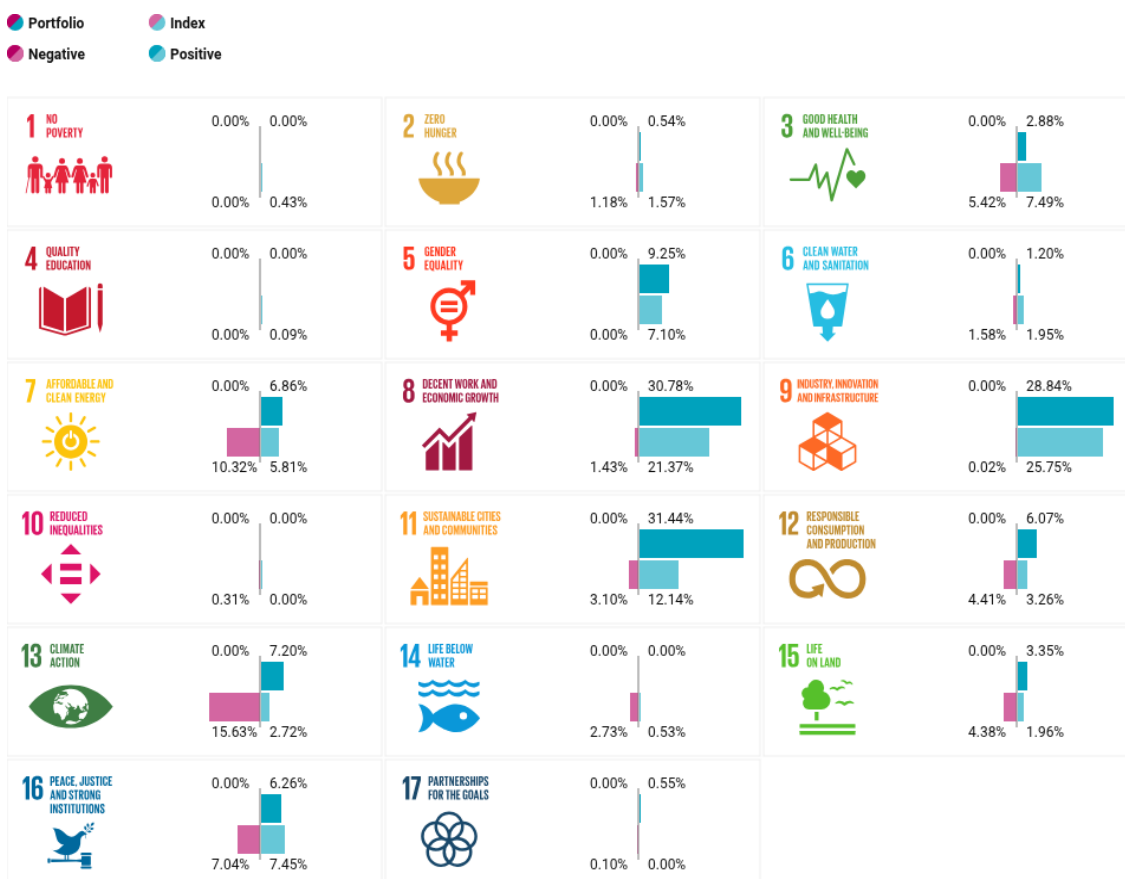 Portfolio Index
Negative Positive
1 NO
POVERTY
0.00% 0.00%
0.00% 0.43%
2 ZERO
HUNGER
0.00% 0.54%
1.18% 1.57%
3 GOOD HEALTH
AND WELL-BEING
0.00% 2.88%
5.42% 7.49%
4 QUALITY
EDUCATION
0.00% 0.00%
0.00% 0.09%
5 GENDER
EQUALITY
0.00% 9.25%
0.00% 7.10%
6 CLEAN WATER
AND SANITATION
0.00% 1.20%
1.58% 1.95%
7 AFFORDABLE AND
CLEAN ENERGY
0.00% 6.86%
10.32% 5.81%
8 DECENT WORK AND
ECONOMIC GROWTH
0.00% 30.78%
1.43% 21.37%
9 INDUSTRY, INNOVATION
AND INFRASTRUCTURE
0.00% 28.84%
0.02% 25.75%
10 REDUCED
INEQUALITIES
0.00% 0.00%
0.31% 0.00%
11 SUSTAINABLE CITIES
AND COMMUNITIES
0.00% 31.44%
3.10% 12.14%
12 RESPONSIBLE
CONSUMPTION
AND PRODUCTION
0.00% 6.07%
4.41% 3.26%
13 CLIMATE
ACTION
0.00% 7.20%
15.63% 2.72%
14 LIFE BELOW
WATER
0.00% 0.00%
2.73% 0.53%
15 LIFE
ON LAND
0.00% 3.35%
4.38% 1.96%
16 PEACE, JUSTICE
AND STRONG
INSTITUTIONS
0.00% 6.26%
7.04% 7.45%
17 PARTNERSHIPS
FOR THE GOALS
0.00% 0.55%
0.10% 0.00%